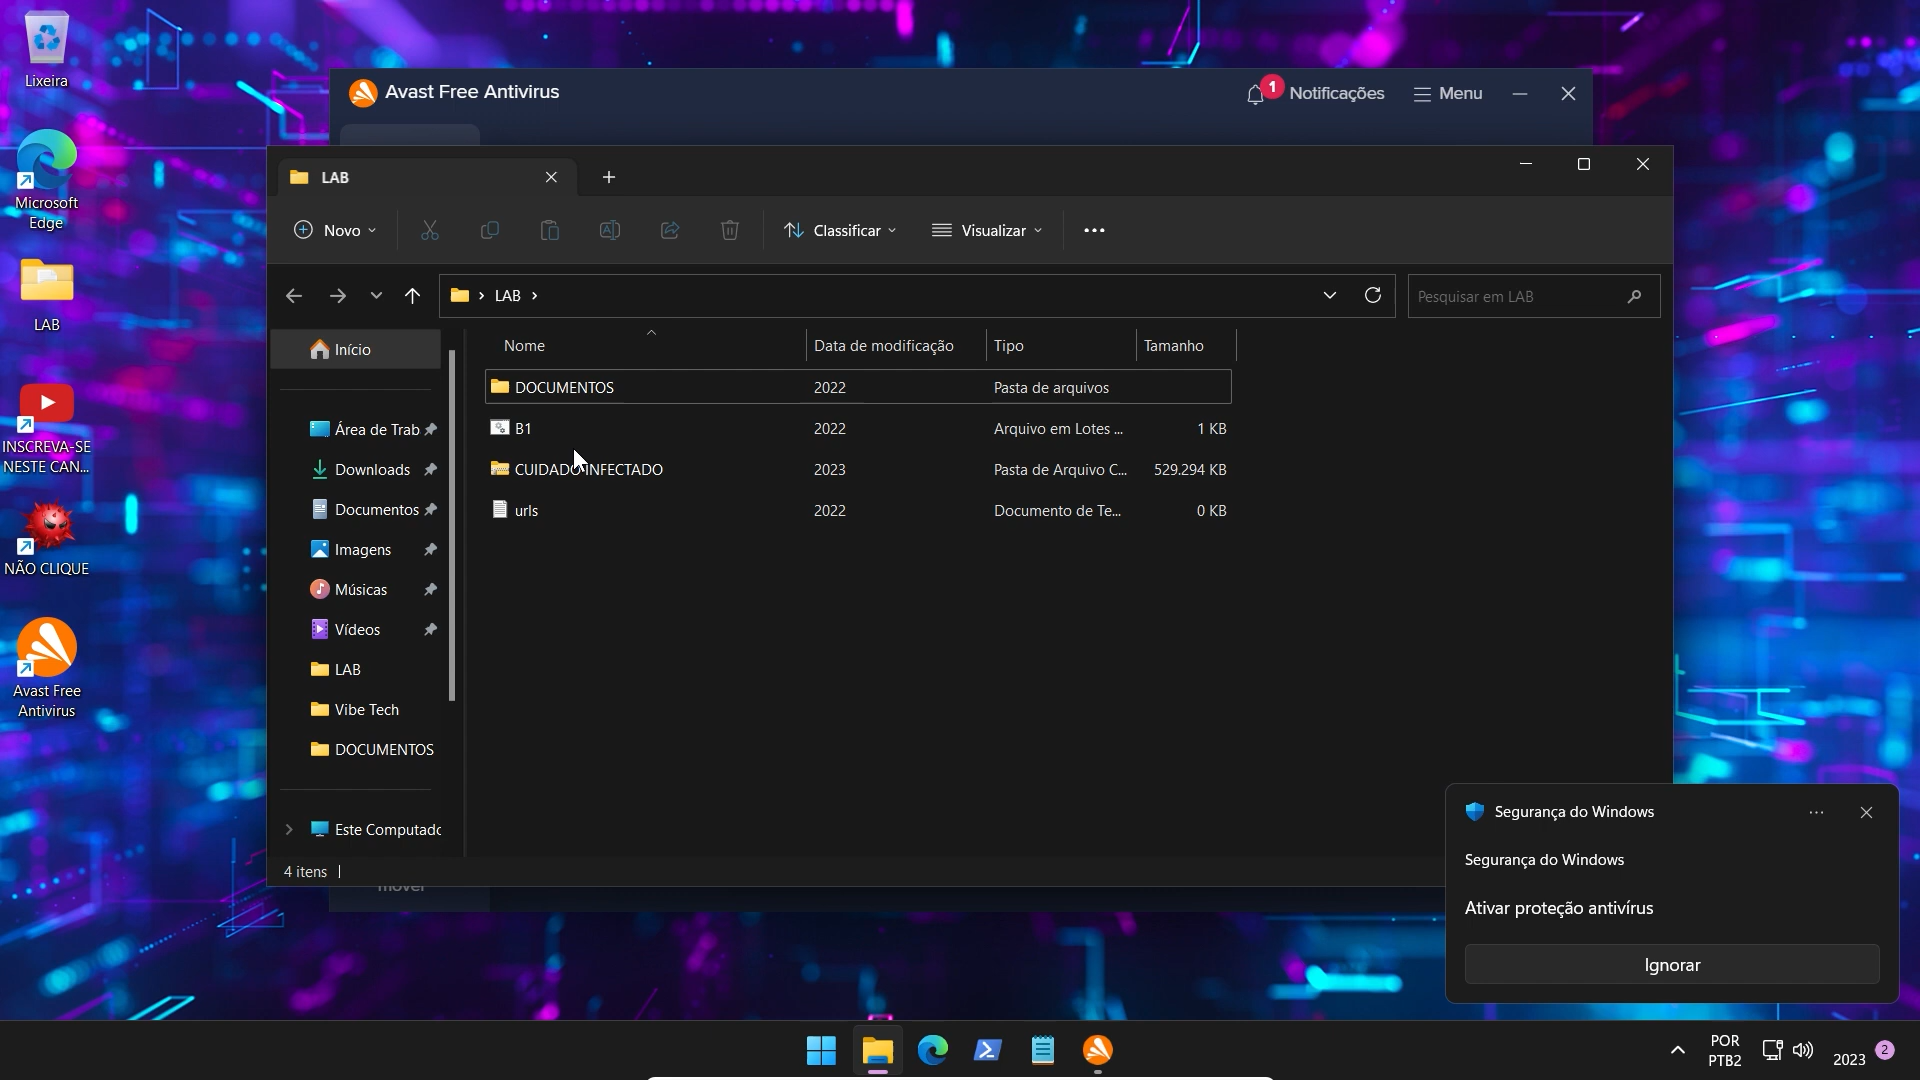 Lixeira
Microsoft
Edge
LAB
INSCREVA-SE
NESTE CAN...
NÃO CLIQUE
Avast Free
Antivirus
Avast Free Antivirus
1
Notificações
Menu
LAB
Novo
Classificar
Visualizar
LAB
Pesquisar em LAB
Início
Área de Trab
Downloads
Documentos
Imagens
Músicas
Vídeos
LAB
Vibe Tech
DOCUMENTOS
Este Computado
Nome Data de modificação Tipo Tamanho
DOCUMENTOS 2022 Pasta de arquivos
B1 2022 Arquivo em Lotes ... 1 KB
CUIDADO INFECTADO 2023 Pasta de Arquivo C... 529.294 KB
urls 2022 Documento de Te... 0 KB
4 itens
mover
Segurança do Windows
Segurança do Windows
Ativar proteção antivírus
Ignorar
POR
PTB2
2023
2